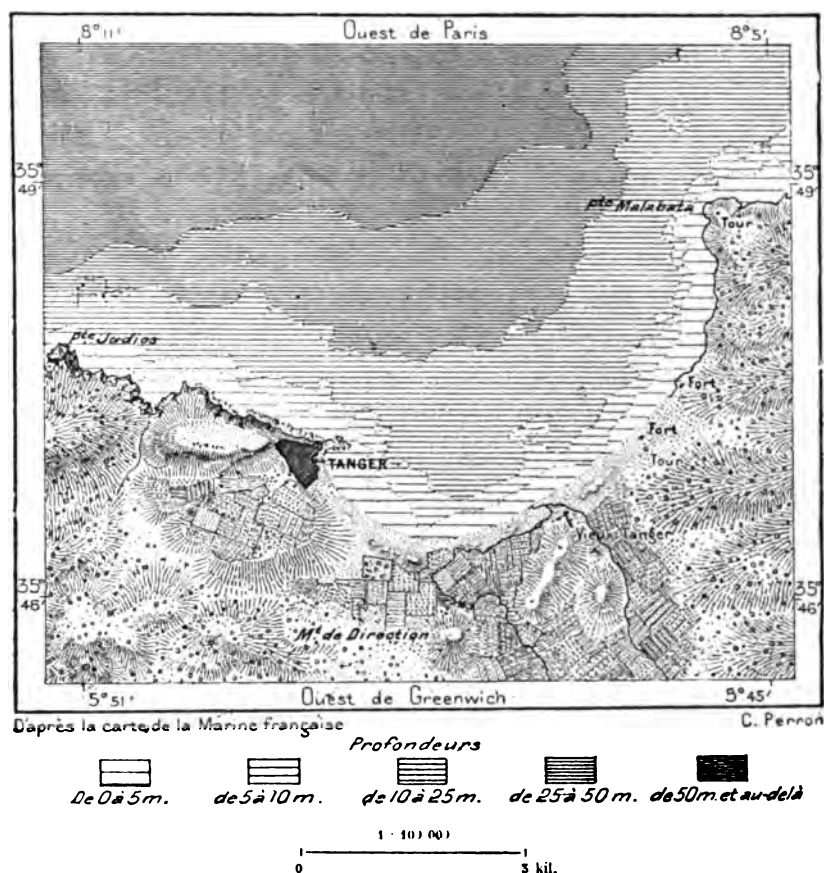 8° 11' Ouest de Paris 8° 5'
35° 49' 35° 49'
pte Malabata
Tour
pte Judios
Fort
Fort
TANGER
Tour
Vieux Tanger
35° 46' 35° 46'
Mt de Direction
5° 51' Ouest de Greenwich 5° 45'
D'après la carte de la Marine française C. Perron
Profondeurs
De 0 à 5 m. de 5 à 10 m. de 10 à 25 m. de 25 à 50 m. de 50 m. et au-delà
0 3 kil.